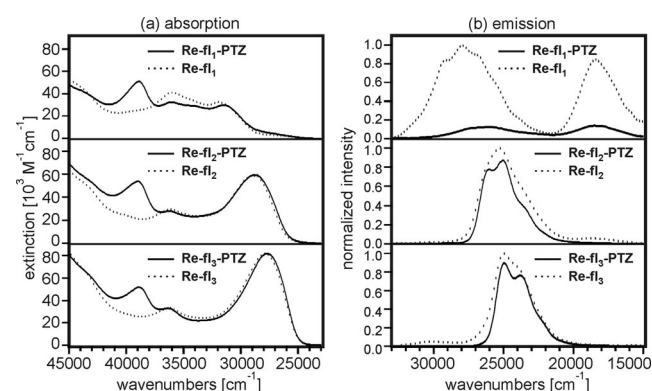 (a) absorption
(b) emission
extinction [10³ M⁻¹ cm⁻¹]
80
60
40
20
0
Re-fl₁-PTZ
Re-fl₁
80
60
40
20
0
Re-fl₂-PTZ
Re-fl₂
80
60
40
20
0
Re-fl₃-PTZ
Re-fl₃
45000 40000 35000 30000 25000
wavenumbers [cm⁻¹]
normalized intensity
1.0
0.8
0.6
0.4
0.2
0.0
Re-fl₁-PTZ
Re-fl₁
1.0
0.8
0.6
0.4
0.2
0.0
Re-fl₂-PTZ
Re-fl₂
1.0
0.8
0.6
0.4
0.2
0.0
Re-fl₃-PTZ
Re-fl₃
30000 25000 20000 15000
wavenumbers [cm⁻¹]